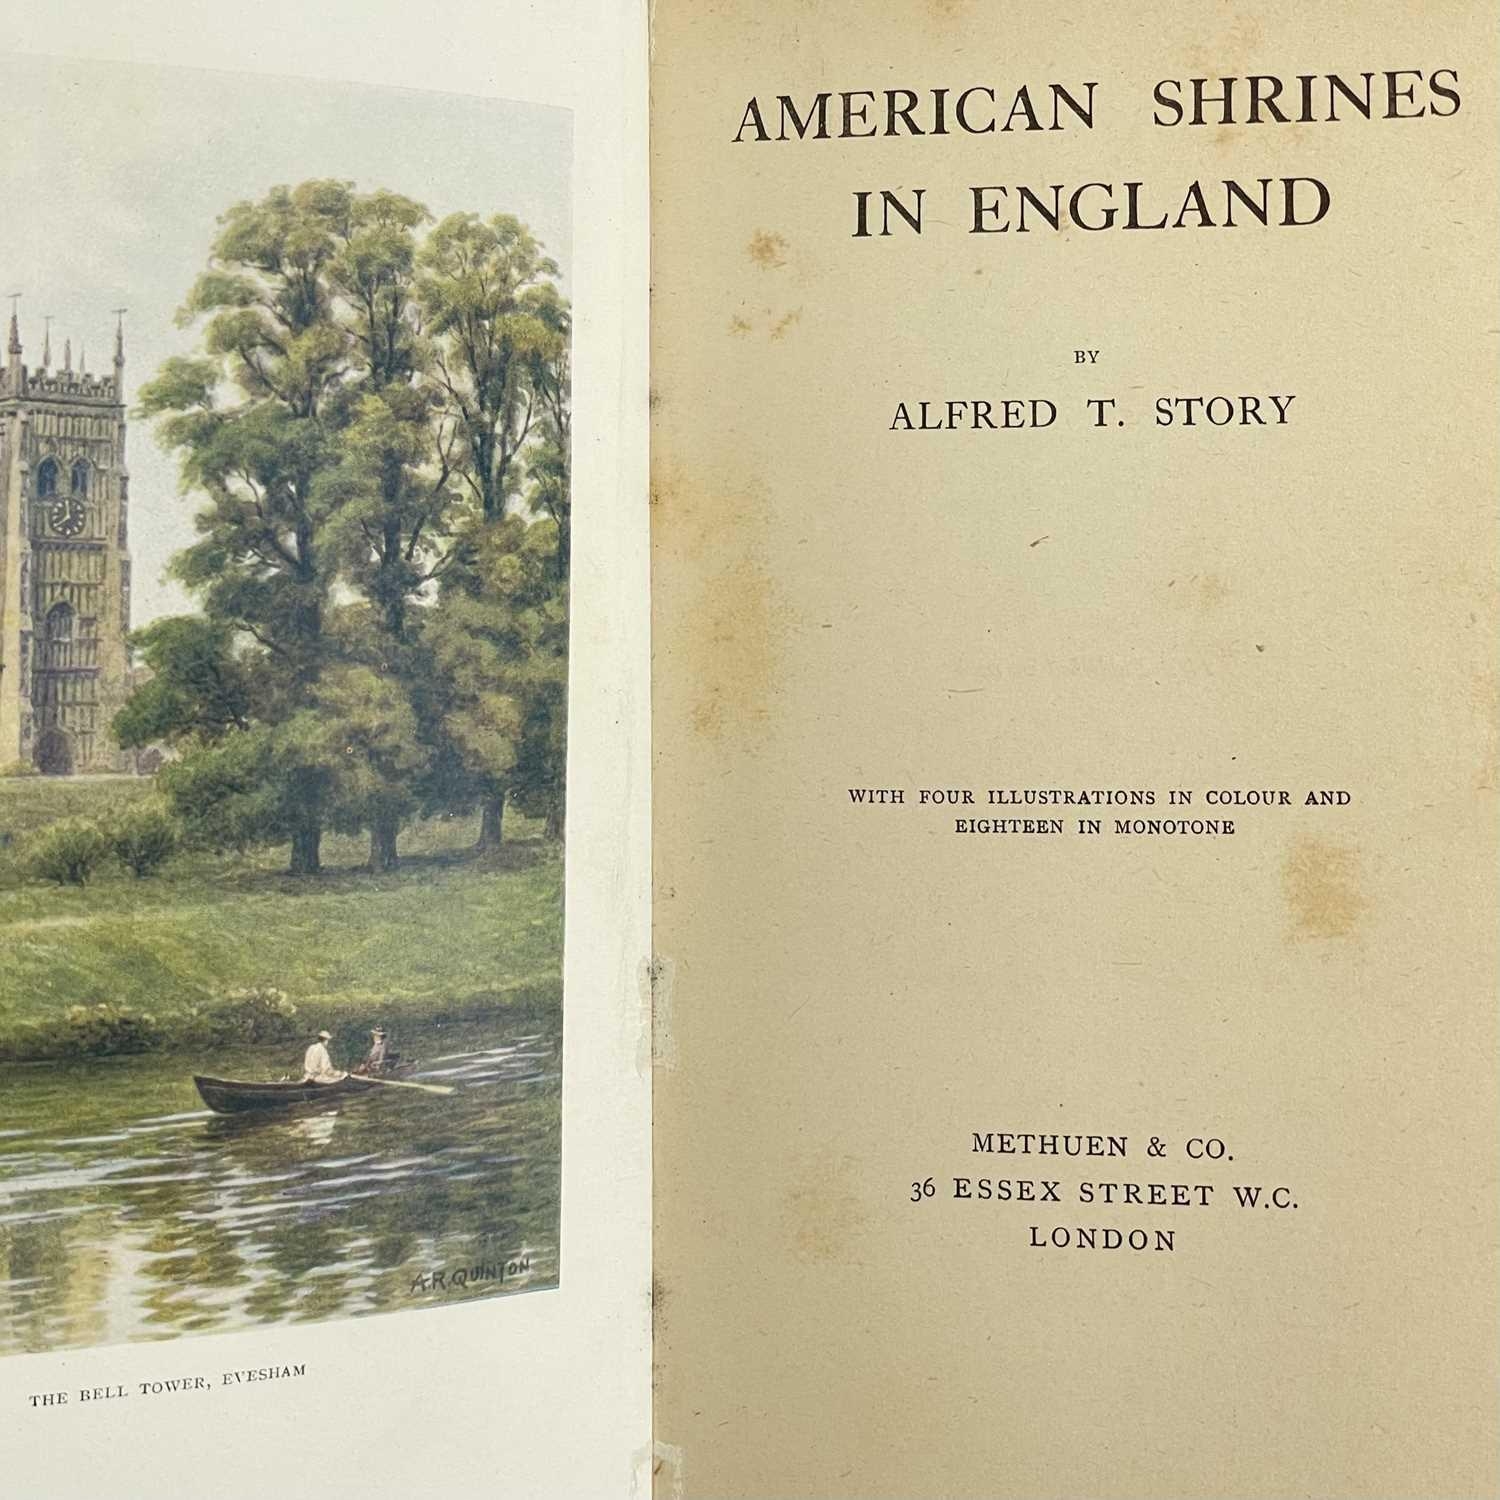 A.R. QUINTON
THE BELL TOWER, EVESHAM
AMERICAN SHRINES
IN ENGLAND
BY
ALFRED T. STORY
WITH FOUR ILLUSTRATIONS IN COLOUR AND
EIGHTEEN IN MONOTONE
METHUEN & CO.
36 ESSEX STREET W.C.
LONDON